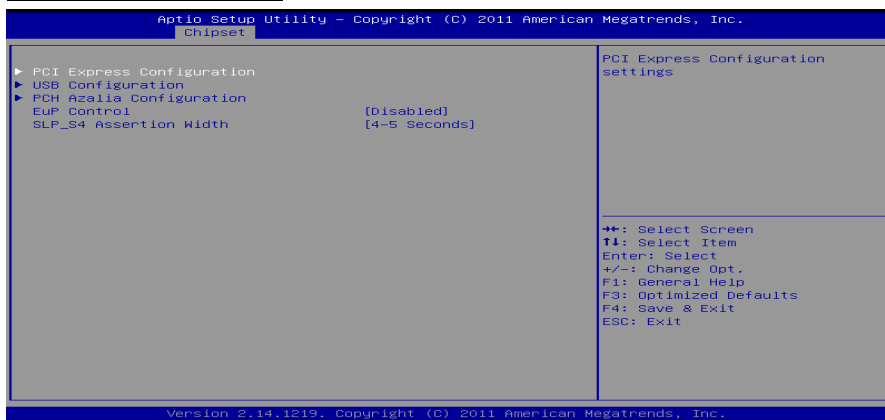 Aptio Setup Utility – Copyright (C) 2011 American Megatrends, Inc.
Chipset
► PCI Express Configuration
► USB Configuration
► PCH Azalia Configuration
EuP Control [Disabled]
SLP_S4 Assertion Width [4-5 Seconds]
PCI Express Configuration
settings
→←: Select Screen
↑↓: Select Item
Enter: Select
+/-: Change Opt.
F1: General Help
F3: Optimized Defaults
F4: Save & Exit
ESC: Exit
Version 2.14.1219. Copyright (C) 2011 American Megatrends, Inc.